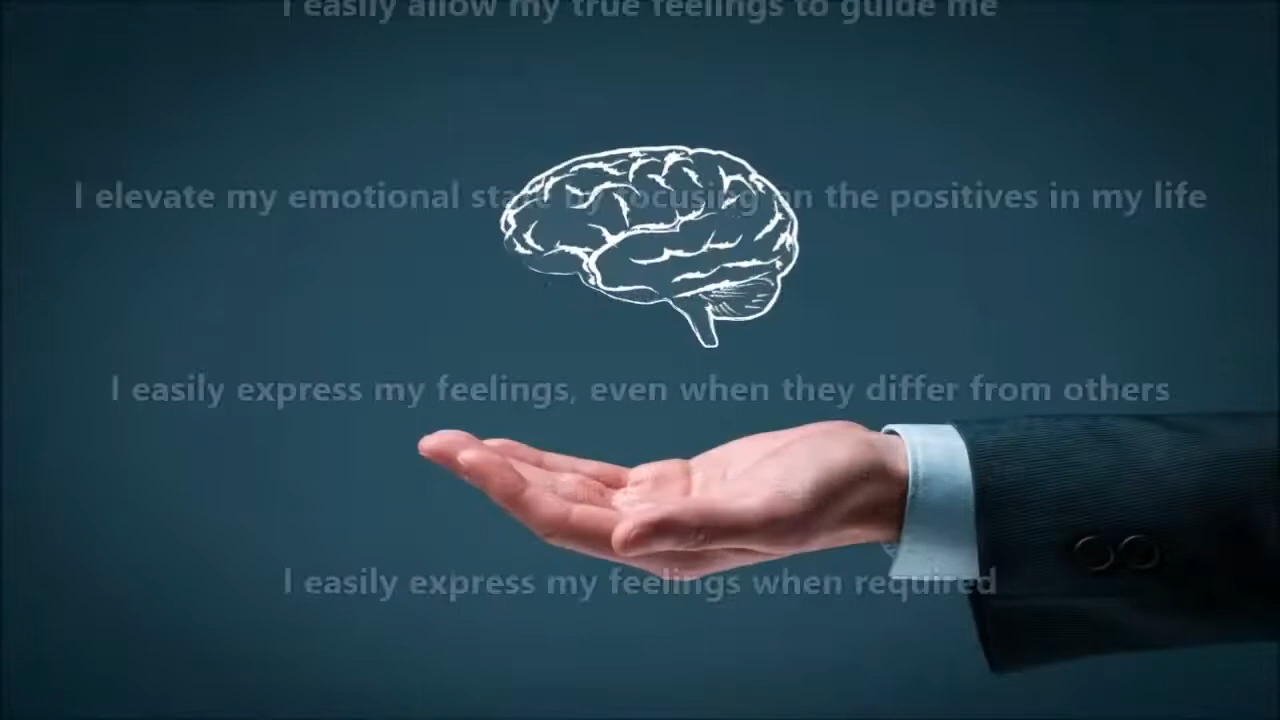 I easily allow my true feelings to guide me
I elevate my emotional state by focusing on the positives in my life
I easily express my feelings, even when they differ from others
I easily express my feelings when required